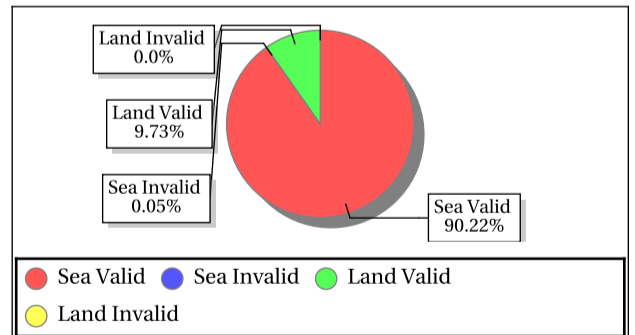 Land Invalid
0.0%
Land Valid
9.73%
Sea Invalid
0.05%
Sea Valid
90.22%
Sea Valid
Sea Invalid
Land Valid
Land Invalid